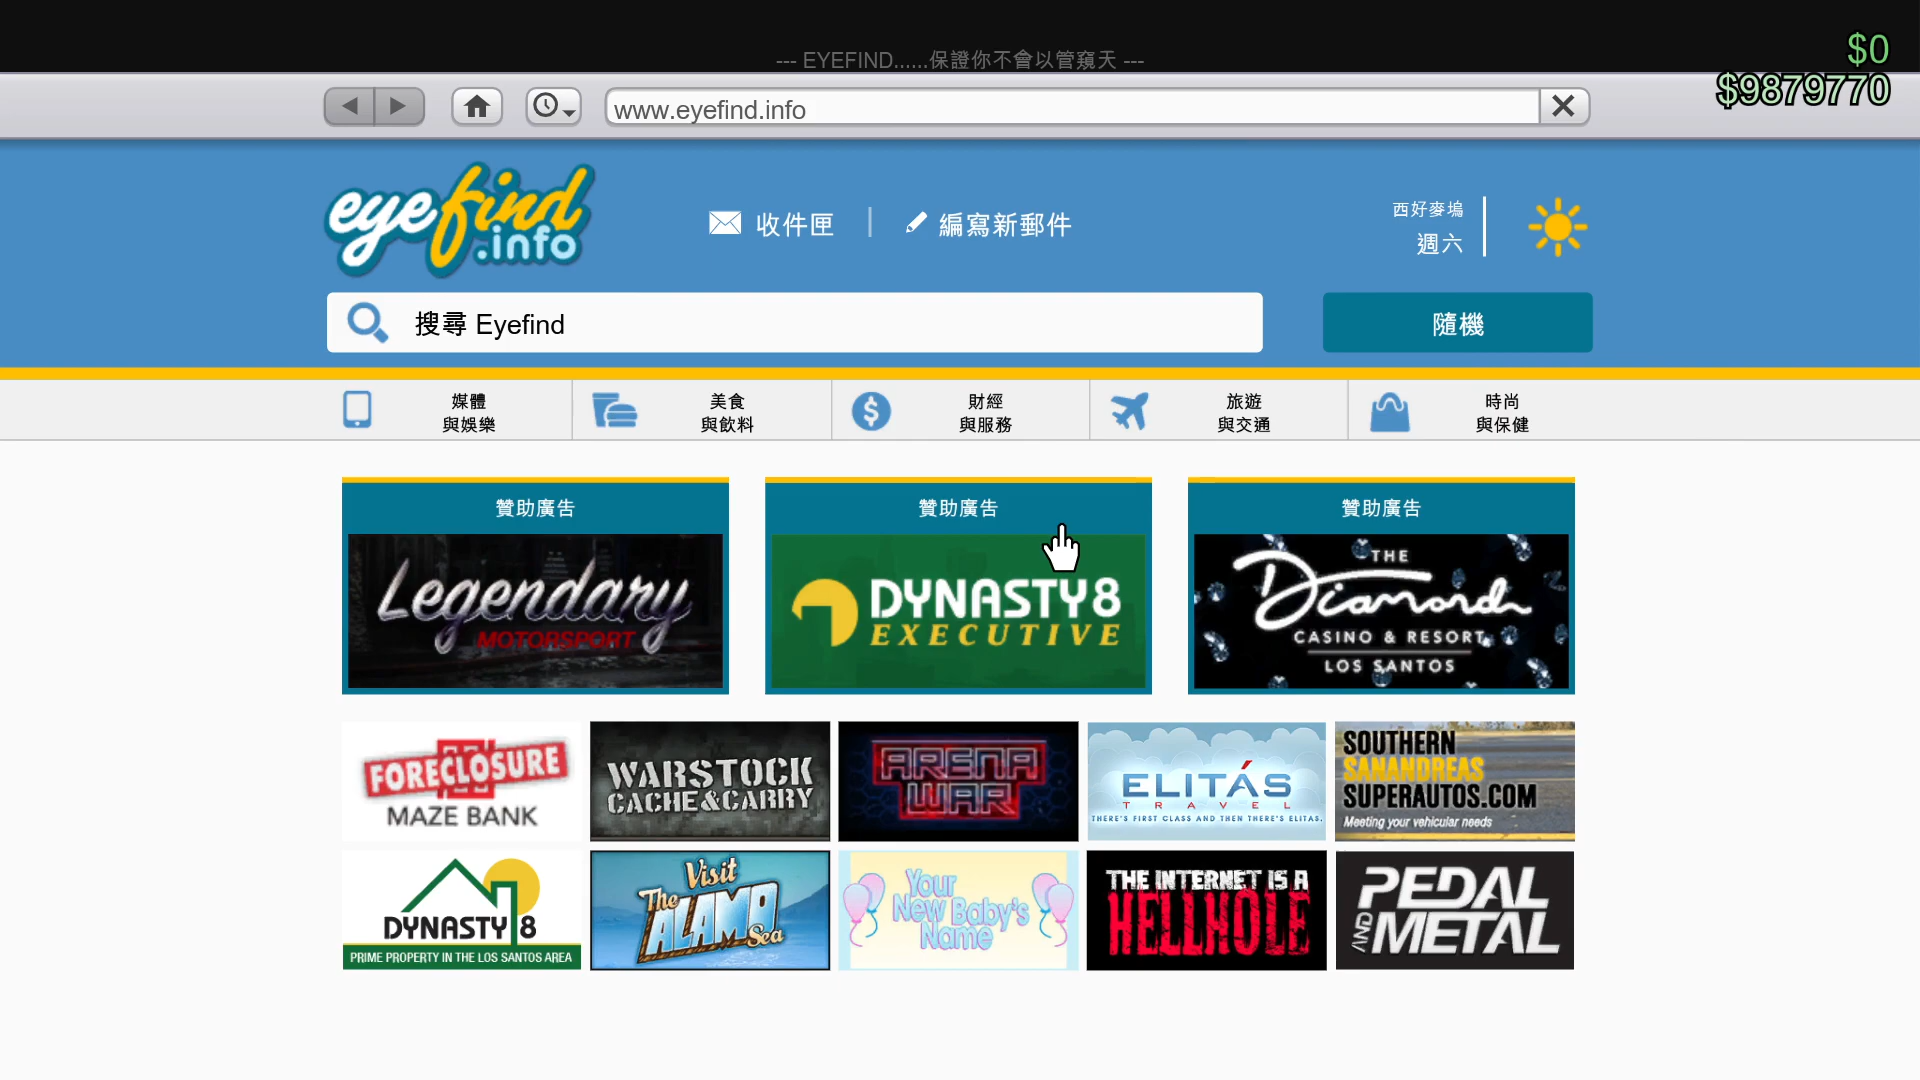 --- EYEFIND......保證你不會以管窺天 ---
$0
$9879770
www.eyefind.info
eyefind
.info
收件匣
編寫新郵件
西好麥塢
週六
搜尋 Eyefind
隨機
媒體
與娛樂
美食
與飲料
財經
與服務
旅遊
與交通
時尚
與保健
贊助廣告
Legendary
MOTORSPORT
贊助廣告
DYNASTY 8
EXECUTIVE
贊助廣告
THE
Diamond
CASINO & RESORT
LOS SANTOS
FORECLOSURE
MAZE BANK
WARSTOCK
CACHE&CARRY
ARENA
WAR
ELITÁS
TRAVEL
THERE'S FIRST CLASS AND THEN THERE'S ELITAS.
SOUTHERN
SANANDREAS
SUPERAUTOS.COM
Meeting your vehicular needs
DYNASTY 8
PRIME PROPERTY IN THE LOS SANTOS AREA
Visit
The
ALAMO
Sea
Your
New Baby's
Name
THE INTERNET IS A
HELLHOLE
PEDAL
AND
METAL